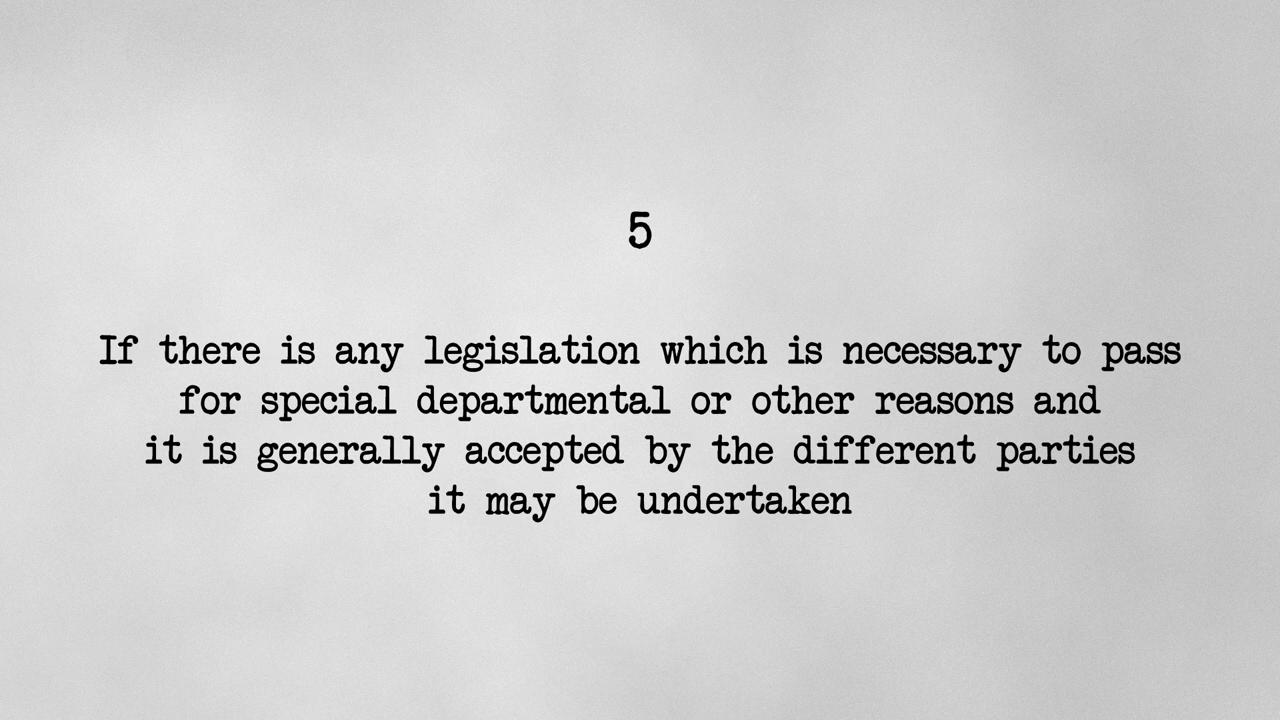 5
If there is any legislation which is necessary to pass
for special departmental or other reasons and
it is generally accepted by the different parties
it may be undertaken